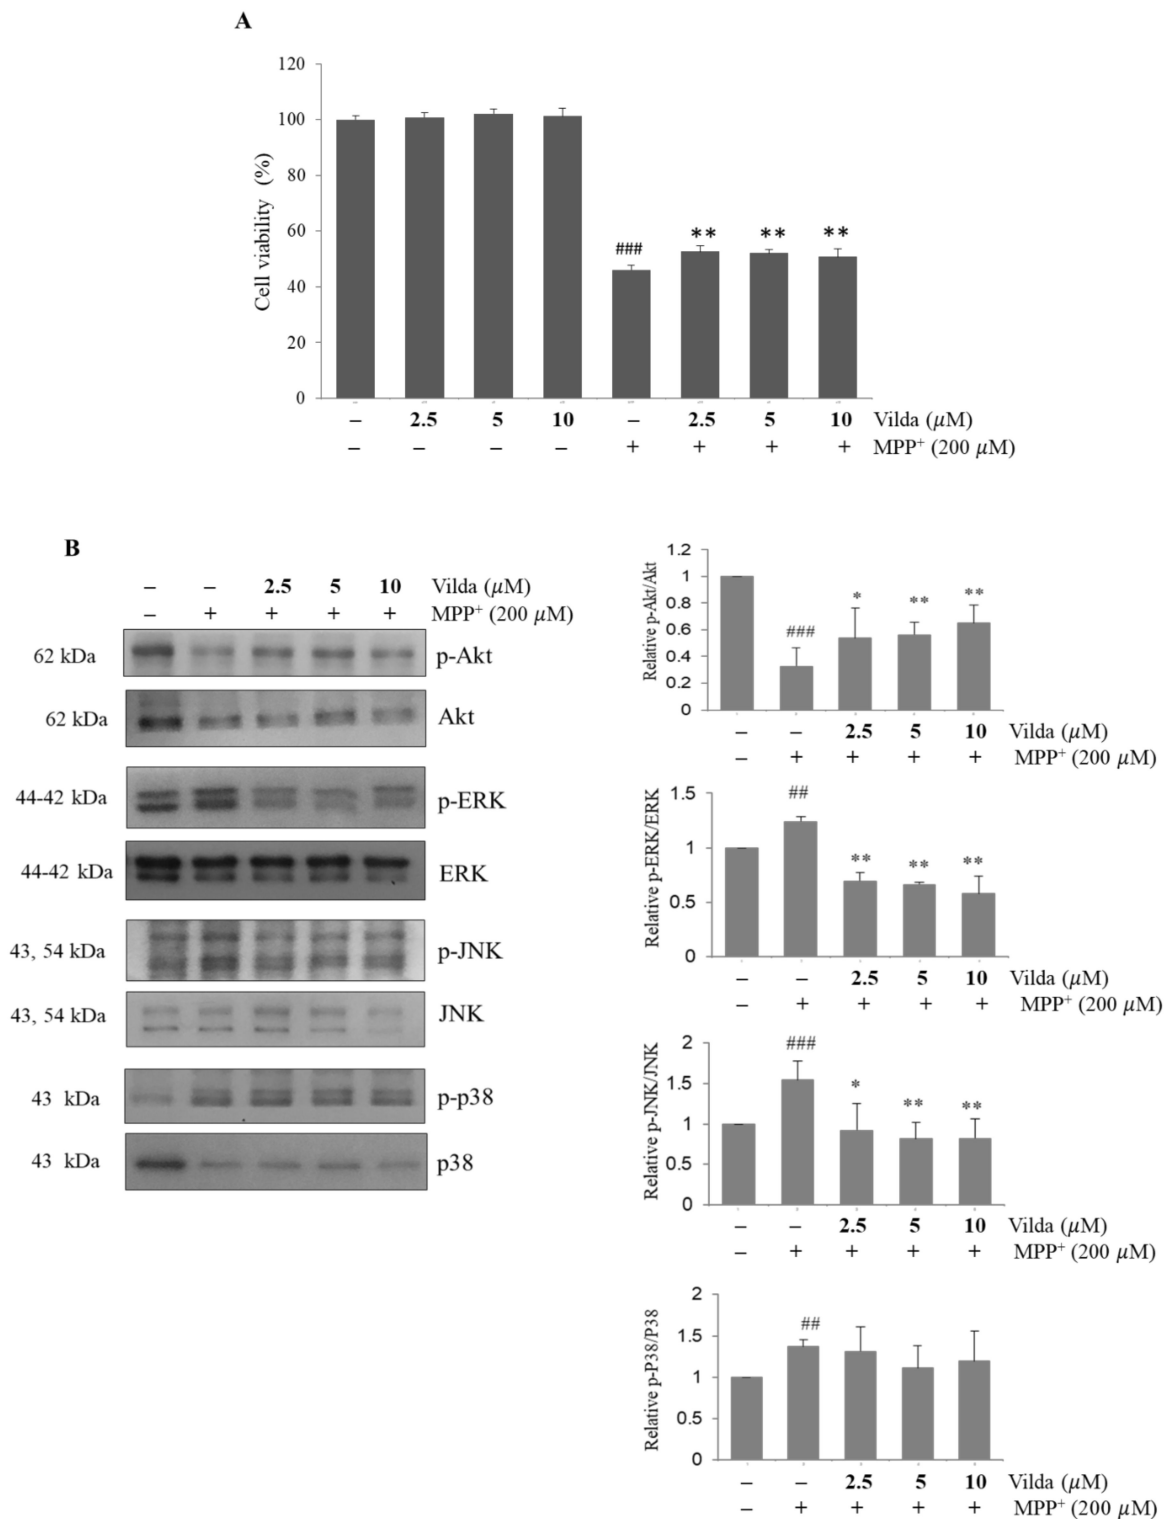 A
120
100
80
60
40
20
0
Cell viability (%)
###
**
**
**
– 2.5 5 10 – 2.5 5 10 Vilda (μM)
– – – – + + + + MPP+ (200 μM)
B
– – 2.5 5 10 Vilda (μM)
– + + + + MPP+ (200 μM)
62 kDa p-Akt
62 kDa Akt
44-42 kDa p-ERK
44-42 kDa ERK
43, 54 kDa p-JNK
43, 54 kDa JNK
43 kDa p-p38
43 kDa p38
Relative p-Akt/Akt
1.2
1
0.8
0.6
0.4
0.2
0
###
*
**
**
– – 2.5 5 10 Vilda (μM)
– + + + + MPP+ (200 μM)
Relative p-ERK/ERK
1.5
1
0.5
0
##
**
**
**
– – 2.5 5 10 Vilda (μM)
– + + + + MPP+ (200 μM)
Relative p-JNK/JNK
2
1.5
1
0.5
0
###
*
**
**
– – 2.5 5 10 Vilda (μM)
– + + + + MPP+ (200 μM)
Relative p-P38/P38
2
1.5
1
0.5
0
##
– – 2.5 5 10 Vilda (μM)
– + + + + MPP+ (200 μM)